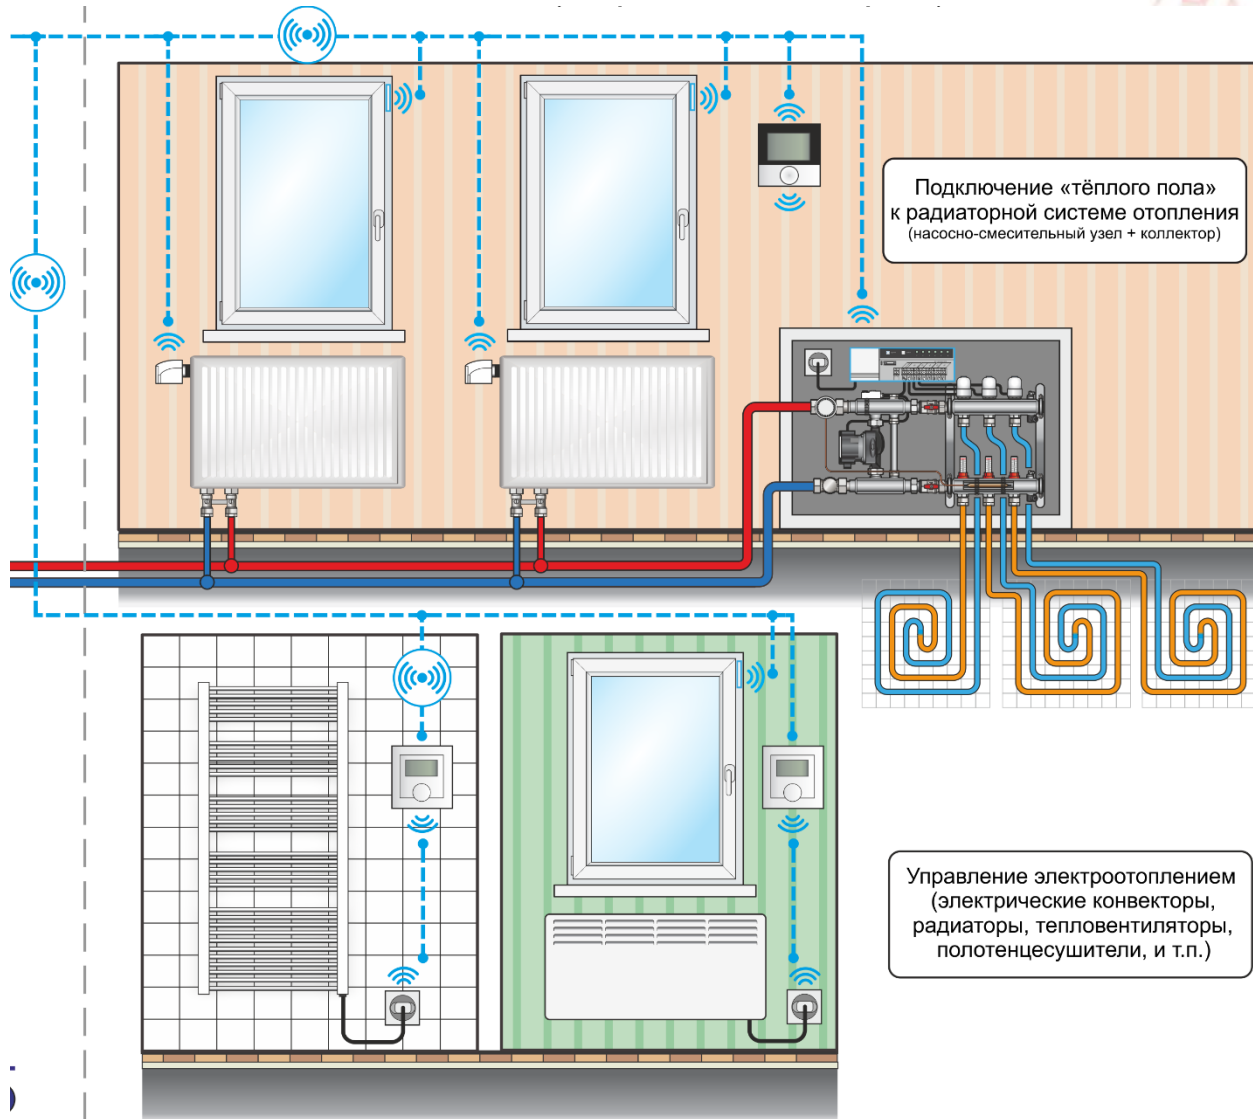 Подключение «тёплого пола»
к радиаторной системе отопления
(насосно-смесительный узел + коллектор)
Управление электроотоплением
(электрические конвекторы,
радиаторы, тепловентиляторы,
полотенцесушители, и т.п.)